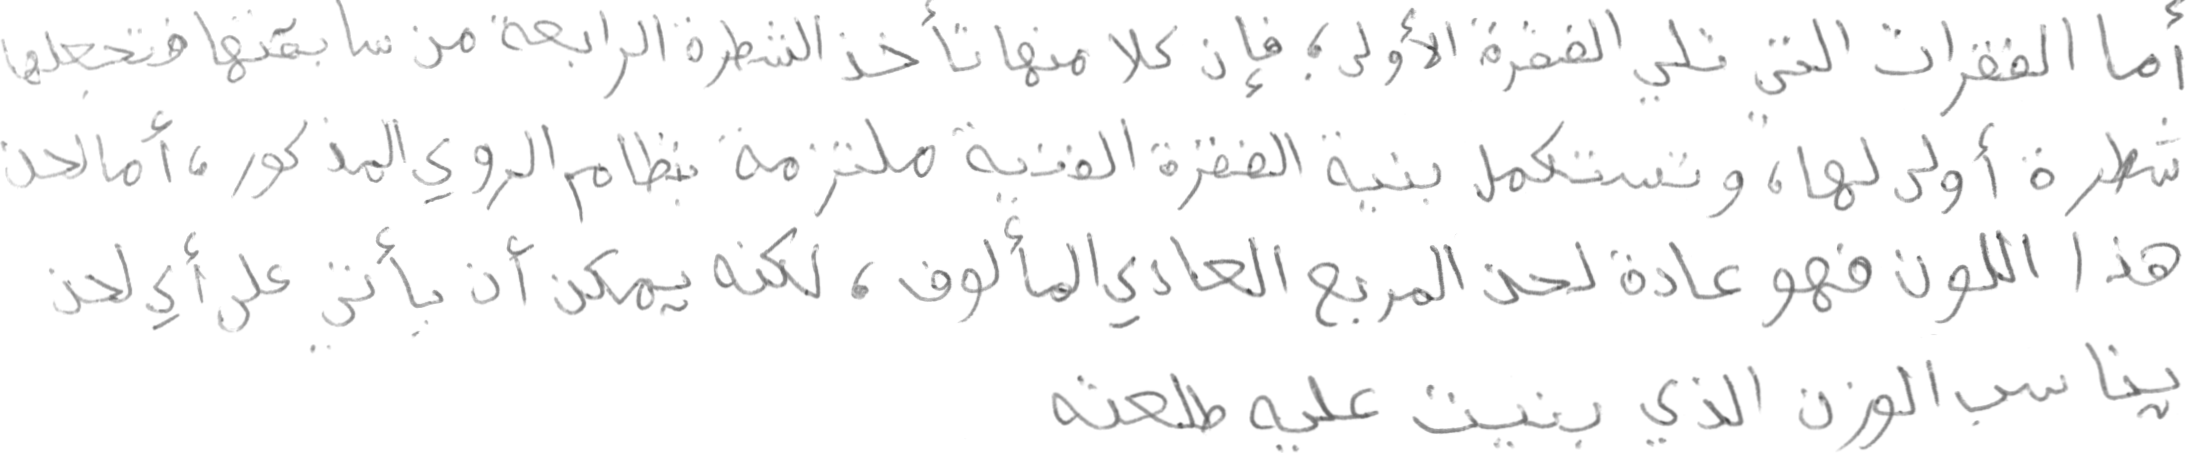 أما الفقرات التي تلي الفقرة الأولى، فإن كلا منها تأخذ الشطرة الرابعة من سابقتها فتجعلها
شطرة أولى لها، وتستكمل بنية الفقرة الفنية ملتزمة بنظام الروي المذكور، أما لحن
هذا اللون فهو عادة لحن المربع العادي المألوف، لكنه يمكن أن يأتي على أي لحن
يناسب الوزن الذي بنيت عليه طلعته